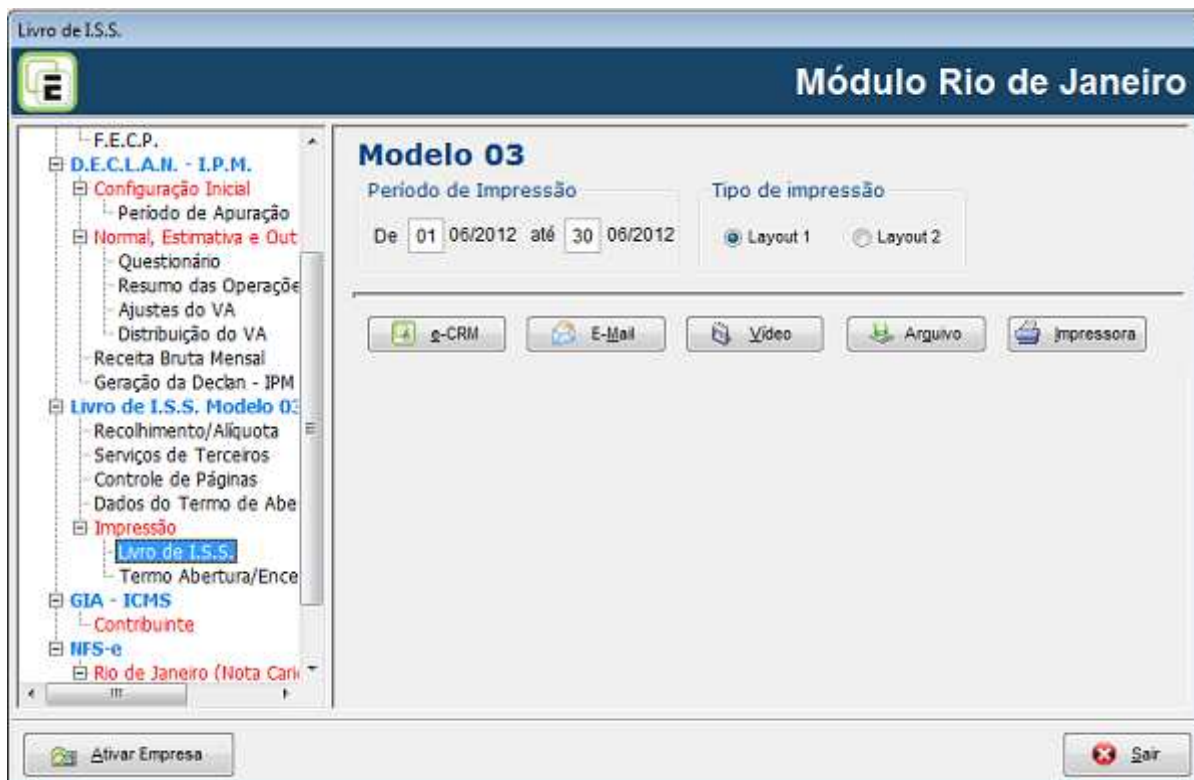 Livro de I.S.S.
Módulo Rio de Janeiro
F.E.C.P.
D.E.C.L.A.N. - I.P.M.
Configuração Inicial
Período de Apuração
Normal, Estimativa e Out
Questionário
Resumo das Operaçõe
Ajustes do VA
Distribuição do VA
Receita Bruta Mensal
Geração da Declan - IPM
Livro de I.S.S. Modelo 03
Recolhimento/Alíquota
Serviços de Terceiros
Controle de Páginas
Dados do Termo de Abe
Impressão
Livro de I.S.S.
Termo Abertura/Ence
GIA - ICMS
Contribuinte
NFS-e
Rio de Janeiro (Nota Cari
Modelo 03
Período de Impressão
De 01 06/2012 até 30 06/2012
Tipo de impressão
Layout 1 Layout 2
e-CRM E-Mail Vídeo Arquivo Impressora
Ativar Empresa
Sair